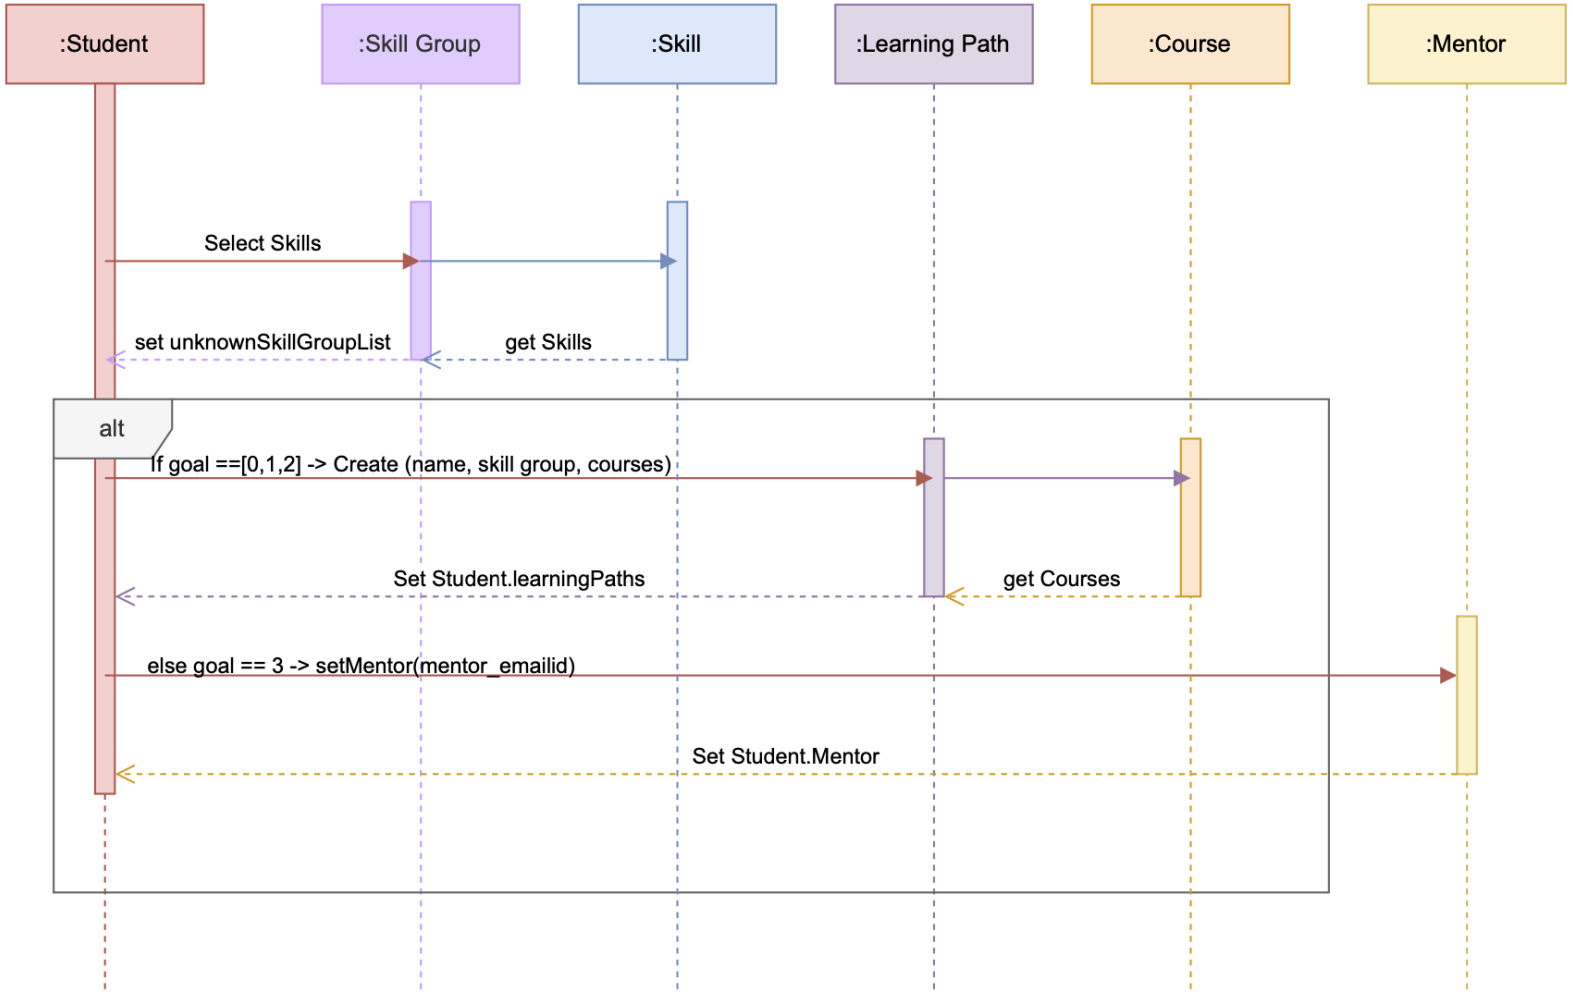 :Student
:Skill Group
:Skill
:Learning Path
:Course
:Mentor
Select Skills
set unknownSkillGroupList
get Skills
alt
If goal ==[0,1,2] -> Create (name, skill group, courses)
Set Student.learningPaths
get Courses
else goal == 3 -> setMentor(mentor_emailid)
Set Student.Mentor